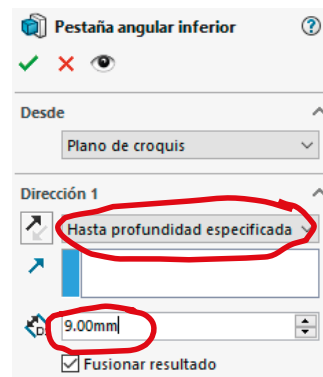 Pestaña angular inferior
Desde
Plano de croquis
Dirección 1
Hasta profundidad especificada
9.00mm
Fusionar resultado